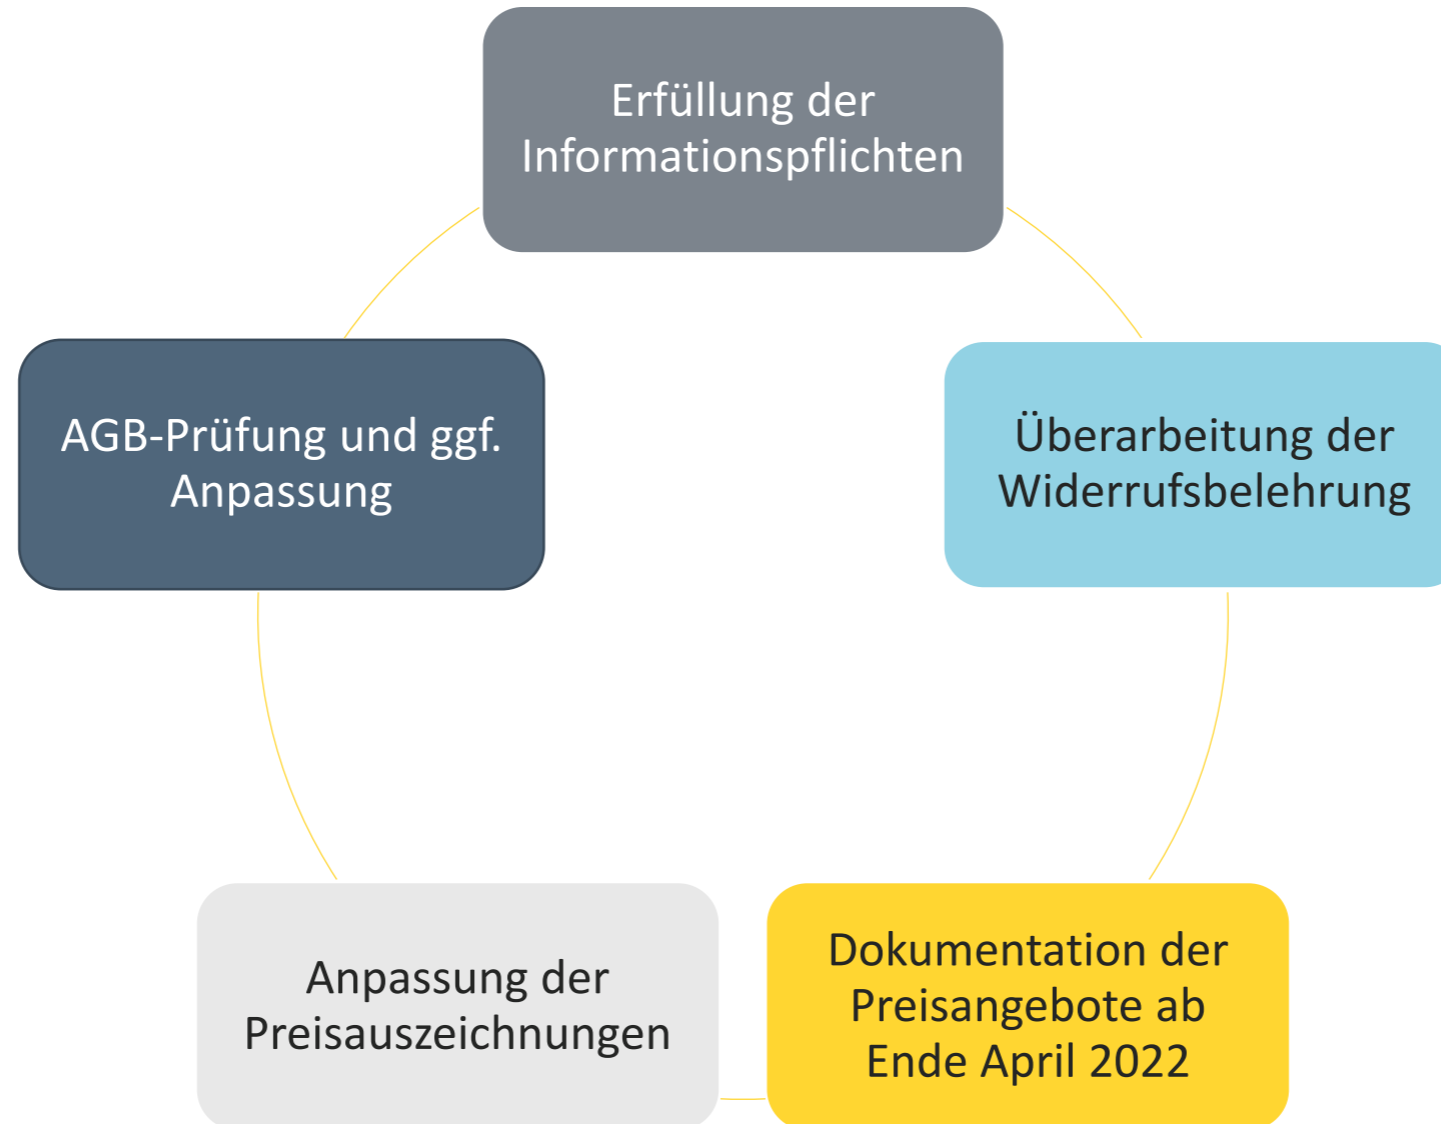 Erfüllung der
Informationspflichten
AGB-Prüfung und ggf.
Anpassung
Überarbeitung der
Widerrufsbelehrung
Anpassung der
Preisauszeichnungen
Dokumentation der
Preisangebote ab
Ende April 2022